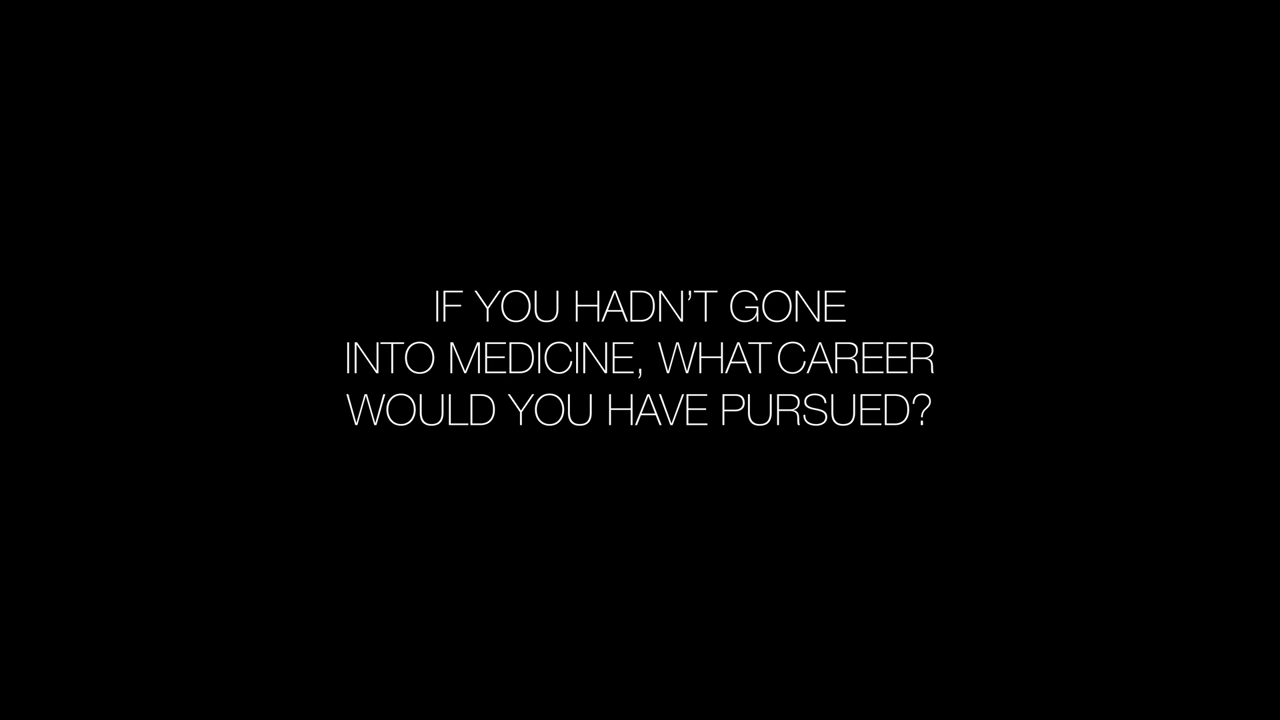 IF YOU HADN’T GONE
INTO MEDICINE, WHAT CAREER
WOULD YOU HAVE PURSUED?